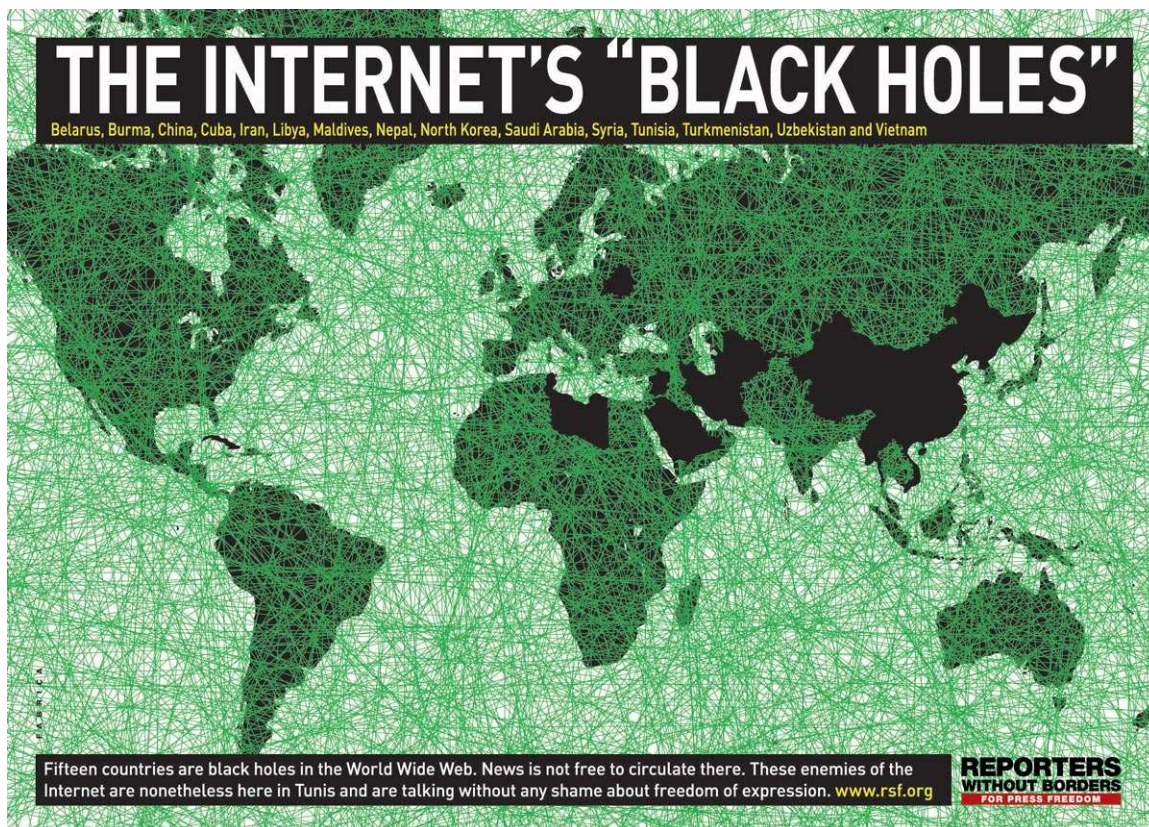 THE INTERNET'S “BLACK HOLES”
Belarus, Burma, China, Cuba, Iran, Libya, Maldives, Nepal, North Korea, Saudi Arabia, Syria, Tunisia, Turkmenistan, Uzbekistan and Vietnam
FABRICA
Fifteen countries are black holes in the World Wide Web. News is not free to circulate there. These enemies of the
Internet are nonetheless here in Tunis and are talking without any shame about freedom of expression. www.rsf.org
REPORTERS
WITHOUT BORDERS
FOR PRESS FREEDOM